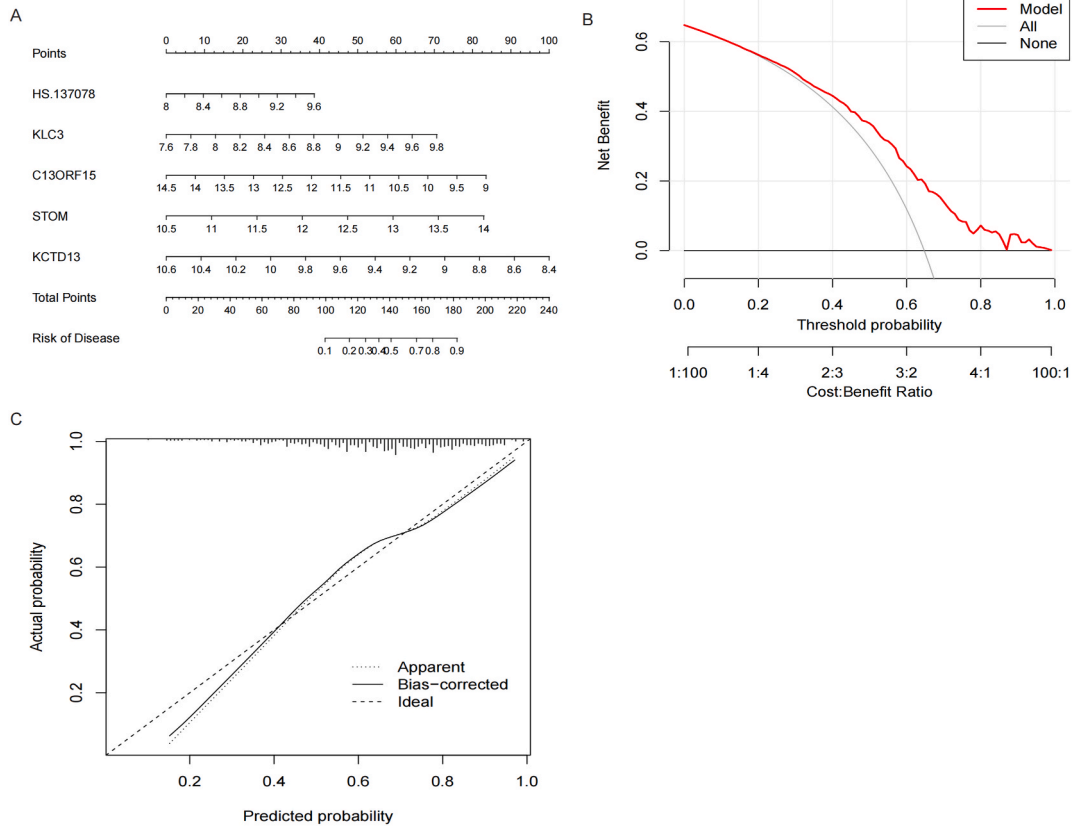 A
Points
0 10 20 30 40 50 60 70 80 90 100
HS.137078
8 8.4 8.8 9.2 9.6
KLC3
7.6 7.8 8 8.2 8.4 8.6 8.8 9 9.2 9.4 9.6 9.8
C13ORF15
14.5 14 13.5 13 12.5 12 11.5 11 10.5 10 9.5 9
STOM
10.5 11 11.5 12 12.5 13 13.5 14
KCTD13
10.6 10.4 10.2 10 9.8 9.6 9.4 9.2 9 8.8 8.6 8.4
Total Points
0 20 40 60 80 100 120 140 160 180 200 220 240
Risk of Disease
0.1 0.2 0.3 0.4 0.5 0.7 0.8 0.9
B
Model
All
None
Net Benefit
0.6
0.4
0.2
0.0
0.0 0.2 0.4 0.6 0.8 1.0
Threshold probability
1:100 1:4 2:3 3:2 4:1 100:1
Cost:Benefit Ratio
C
Actual probability
1.0
0.8
0.6
0.4
0.2
Apparent
Bias-corrected
Ideal
0.2 0.4 0.6 0.8 1.0
Predicted probability